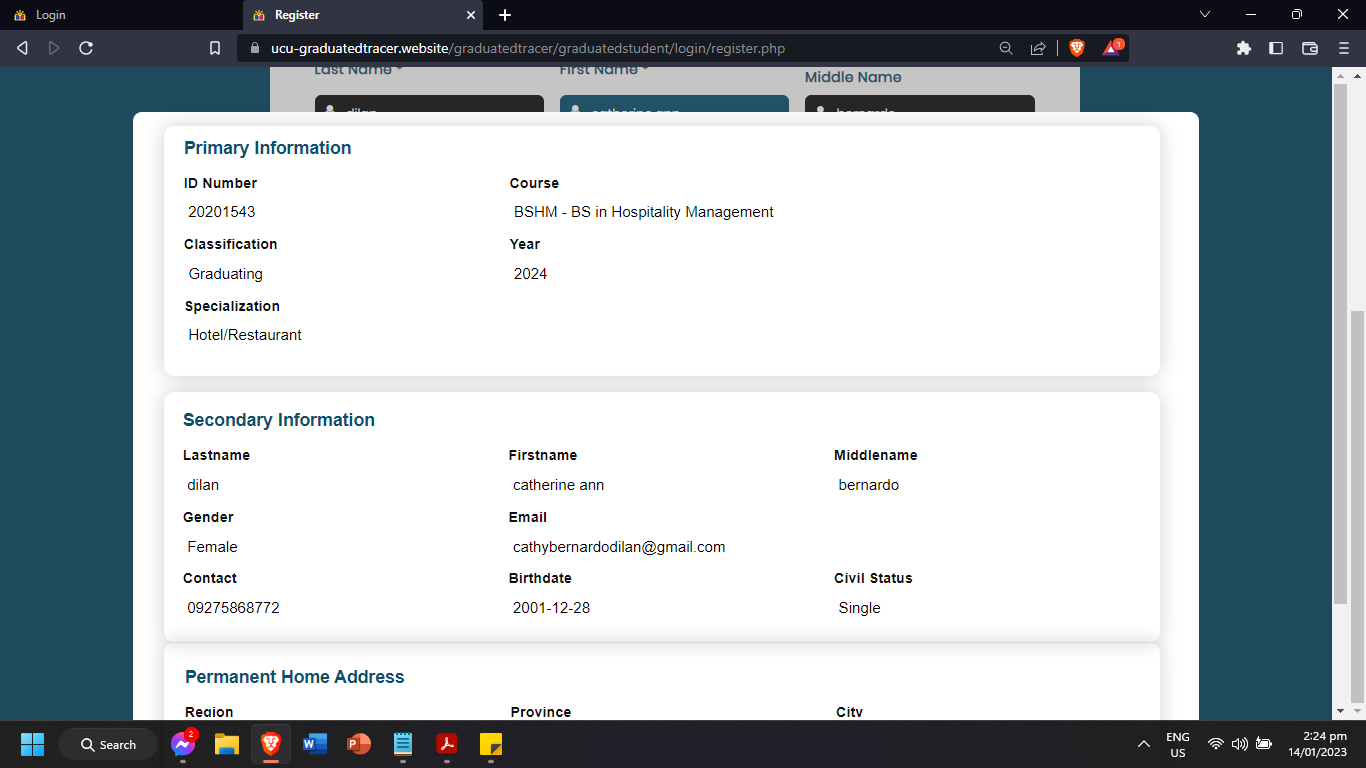 Login
Register
ucu-graduatedtracer.website/graduatedtracer/graduatedstudent/login/register.php
1
Last Name * First Name * Middle Name
dilan catherine ann bernardo
Primary Information
ID Number Course
20201543 BSHM - BS in Hospitality Management
Classification Year
Graduating 2024
Specialization
Hotel/Restaurant
Secondary Information
Lastname Firstname Middlename
dilan catherine ann bernardo
Gender Email
Female cathybernardodilan@gmail.com
Contact Birthdate Civil Status
09275868772 2001-12-28 Single
Permanent Home Address
Region Province City
Search
2
ENG
US
2:24 pm
14/01/2023